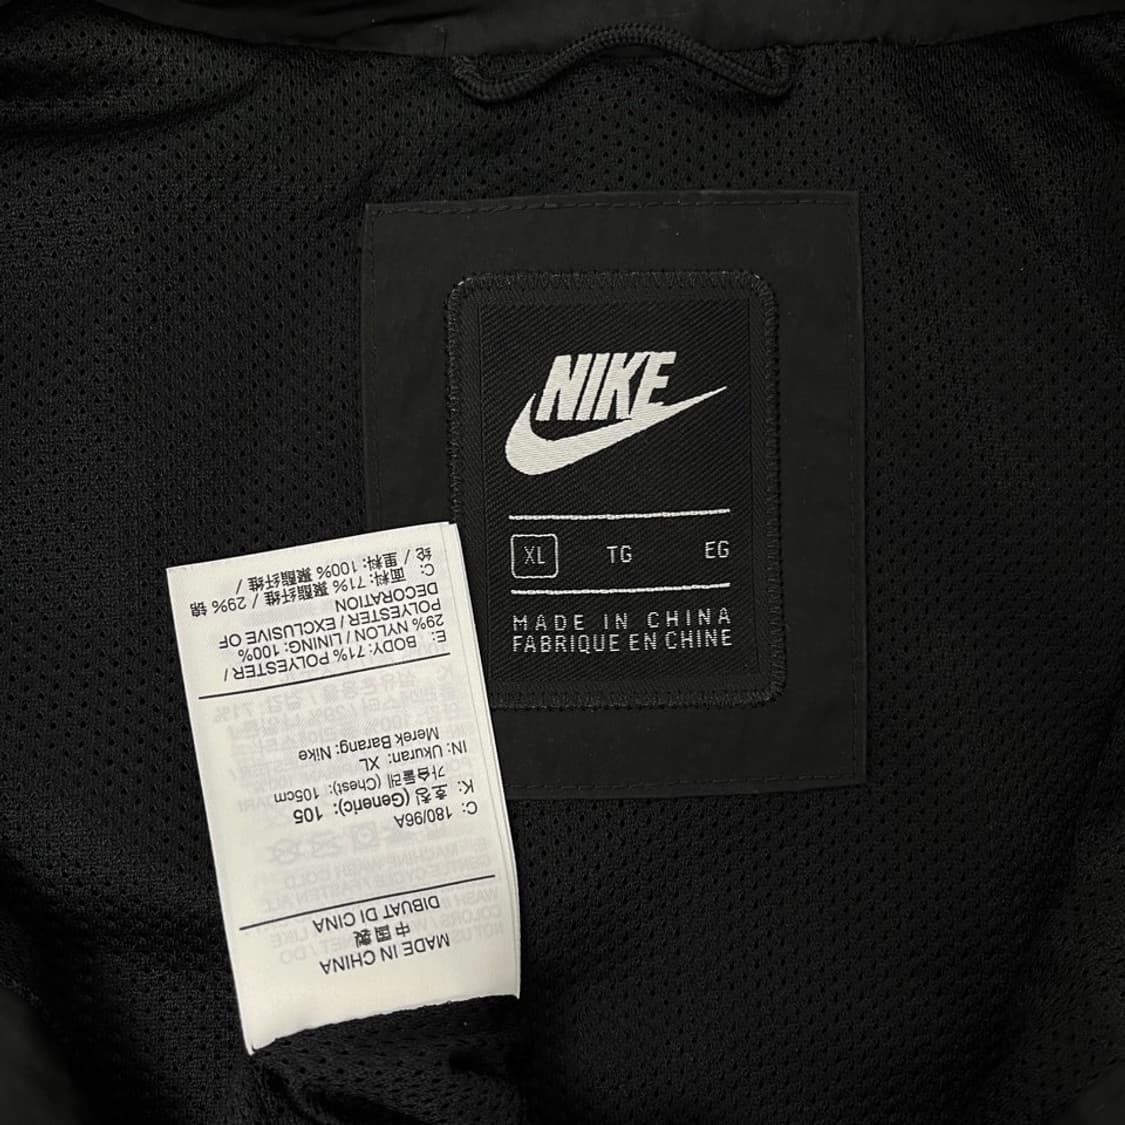 NIKE
XL TG EG
MADE IN CHINA
FABRIQUE EN CHINE
MADE IN CHINA
中國製
DIBUAT DI CINA
C: 180/96A
K: 호칭 (Generic): 105
가슴둘레 (Chest): 105cm
IN: Ukuran: XL
Merek Barang: Nike
E: BODY: 71% POLYESTER /
29% NYLON / LINING: 100%
POLYESTER / EXCLUSIVE OF
DECORATION
C: 面料: 71% 聚酯纤维 / 29% 锦
纶 / 里料: 100% 聚酯纤维 /